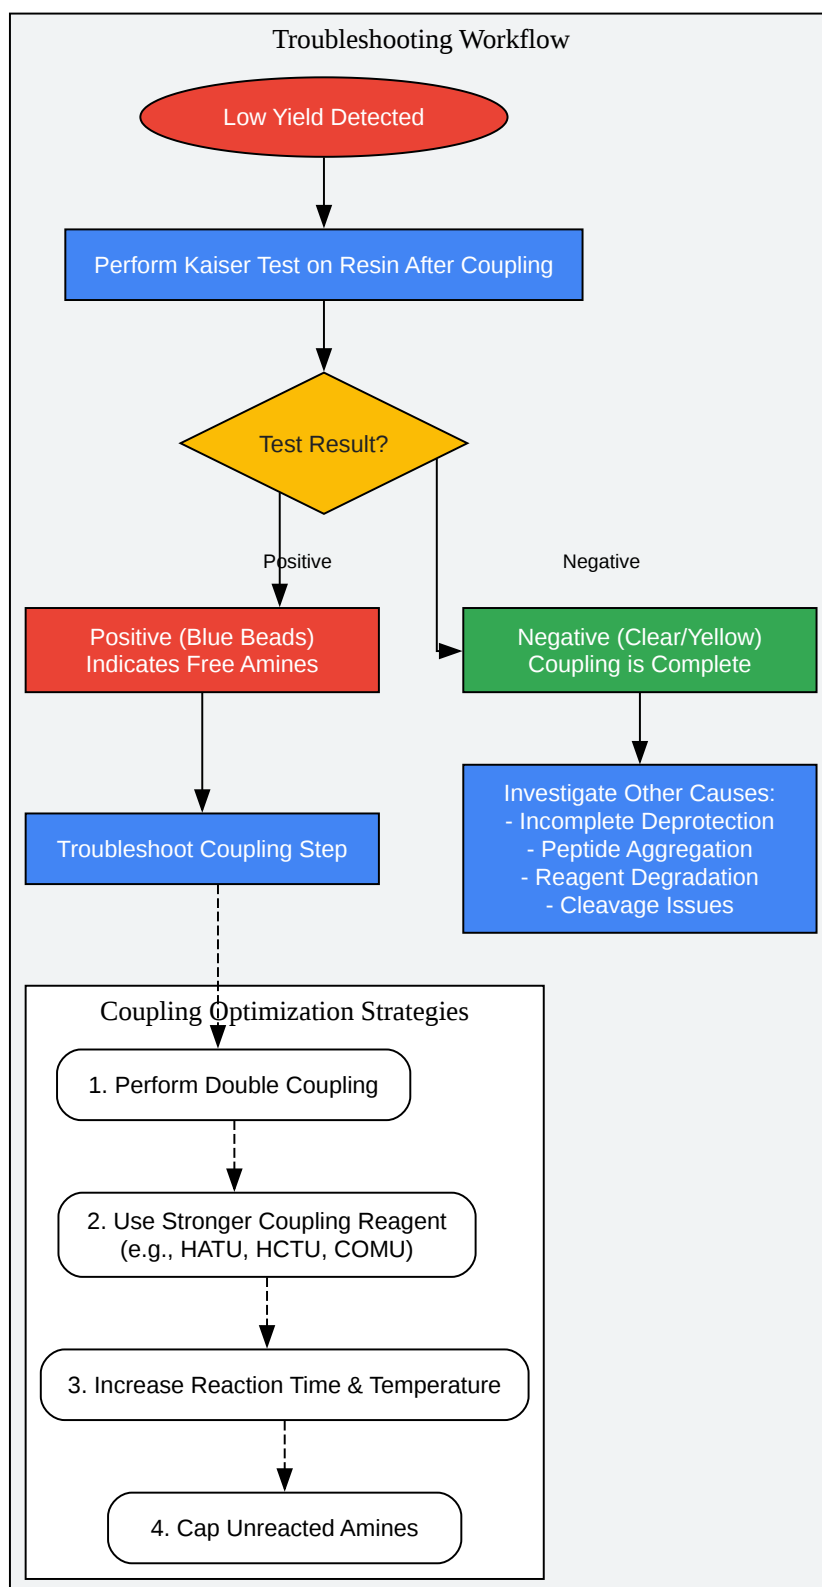 Troubleshooting Workflow
Low Yield Detected
Perform Kaiser Test on Resin After Coupling
Test Result?
Positive
Negative
Positive (Blue Beads)
Indicates Free Amines
Negative (Clear/Yellow)
Coupling is Complete
Troubleshoot Coupling Step
Investigate Other Causes:
- Incomplete Deprotection
- Peptide Aggregation
- Reagent Degradation
- Cleavage Issues
Coupling Optimization Strategies
1. Perform Double Coupling
2. Use Stronger Coupling Reagent
(e.g., HATU, HCTU, COMU)
3. Increase Reaction Time & Temperature
4. Cap Unreacted Amines